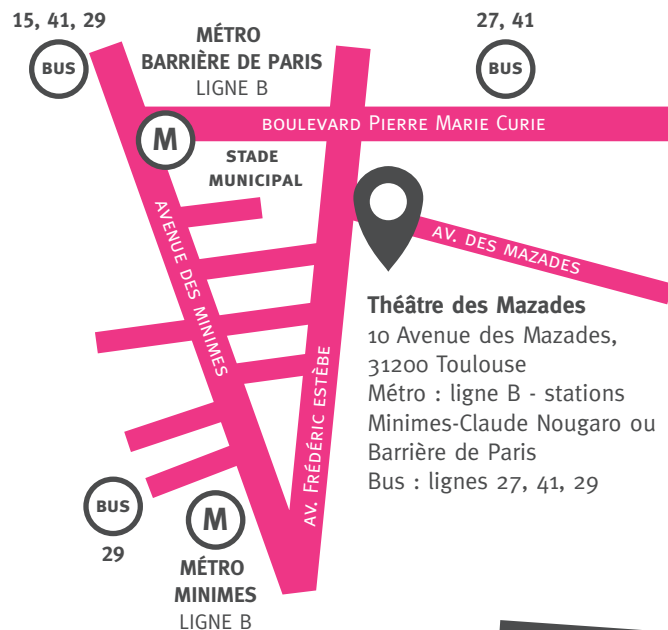 15, 41, 29
BUS
MÉTRO
BARRIÈRE DE PARIS
LIGNE B
27, 41
BUS
BOULEVARD PIERRE MARIE CURIE
M
STADE
MUNICIPAL
AVENUE DES MINIMES
AV. DES MAZADES
AV. FRÉDÉRIC ESTÈBE
Théâtre des Mazades
10 Avenue des Mazades,
31200 Toulouse
Métro : ligne B - stations
Minimes-Claude Nougaro ou
Barrière de Paris
Bus : lignes 27, 41, 29
BUS
29
M
MÉTRO
MINIMES
LIGNE B